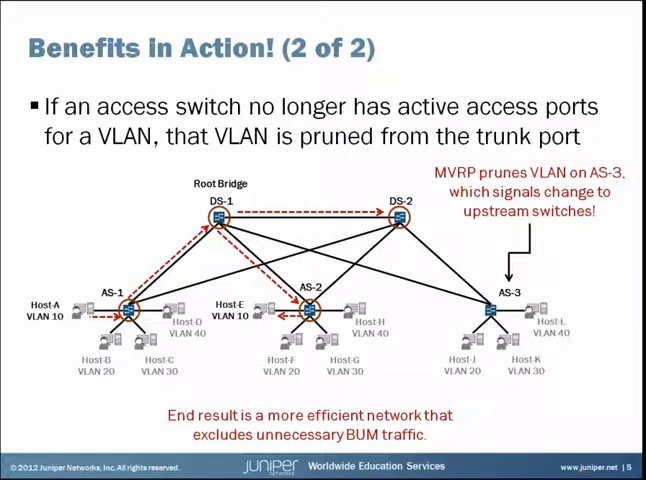 Benefits in Action! (2 of 2)
▪ If an access switch no longer has active access ports
for a VLAN, that VLAN is pruned from the trunk port
MVRP prunes VLAN on AS-3,
which signals change to
upstream switches!
Root Bridge
DS-1
DS-2
AS-1
AS-2
AS-3
Host-A
VLAN 10
Host-D
VLAN 40
Host-B
VLAN 20
Host-C
VLAN 30
Host-E
VLAN 10
Host-H
VLAN 40
Host-F
VLAN 20
Host-G
VLAN 30
Host-L
VLAN 40
Host-J
VLAN 20
Host-K
VLAN 30
End result is a more efficient network that
excludes unnecessary BUM traffic.
© 2012 Juniper Networks, Inc. All rights reserved.
JUNIPER
NETWORKS
Worldwide Education Services
www.juniper.net | 5